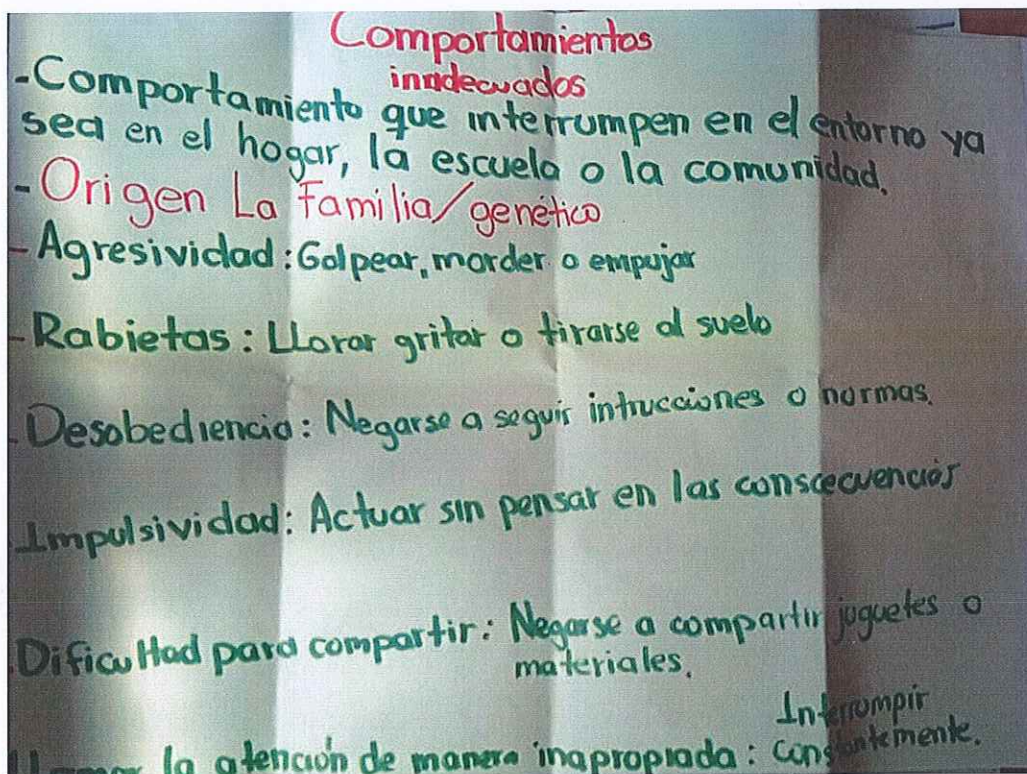 Comportamientos
inadecuados
-Comportamiento que interrumpen en el entorno ya
sea en el hogar, la escuela o la comunidad.
- Origen La Familia/genético
- Agresividad: Golpear, morder o empujar
- Rabietas: Llorar gritar o tirarse al suelo
- Desobediencia: Negarse a seguir intrucciones o normas.
Impulsividad: Actuar sin pensar en las conscecuencias
Dificultad para compartir: Negarse a compartir juguetes o
materiales.
Llamar la atención de manera inapropiada: Interrumpir
constantemente.